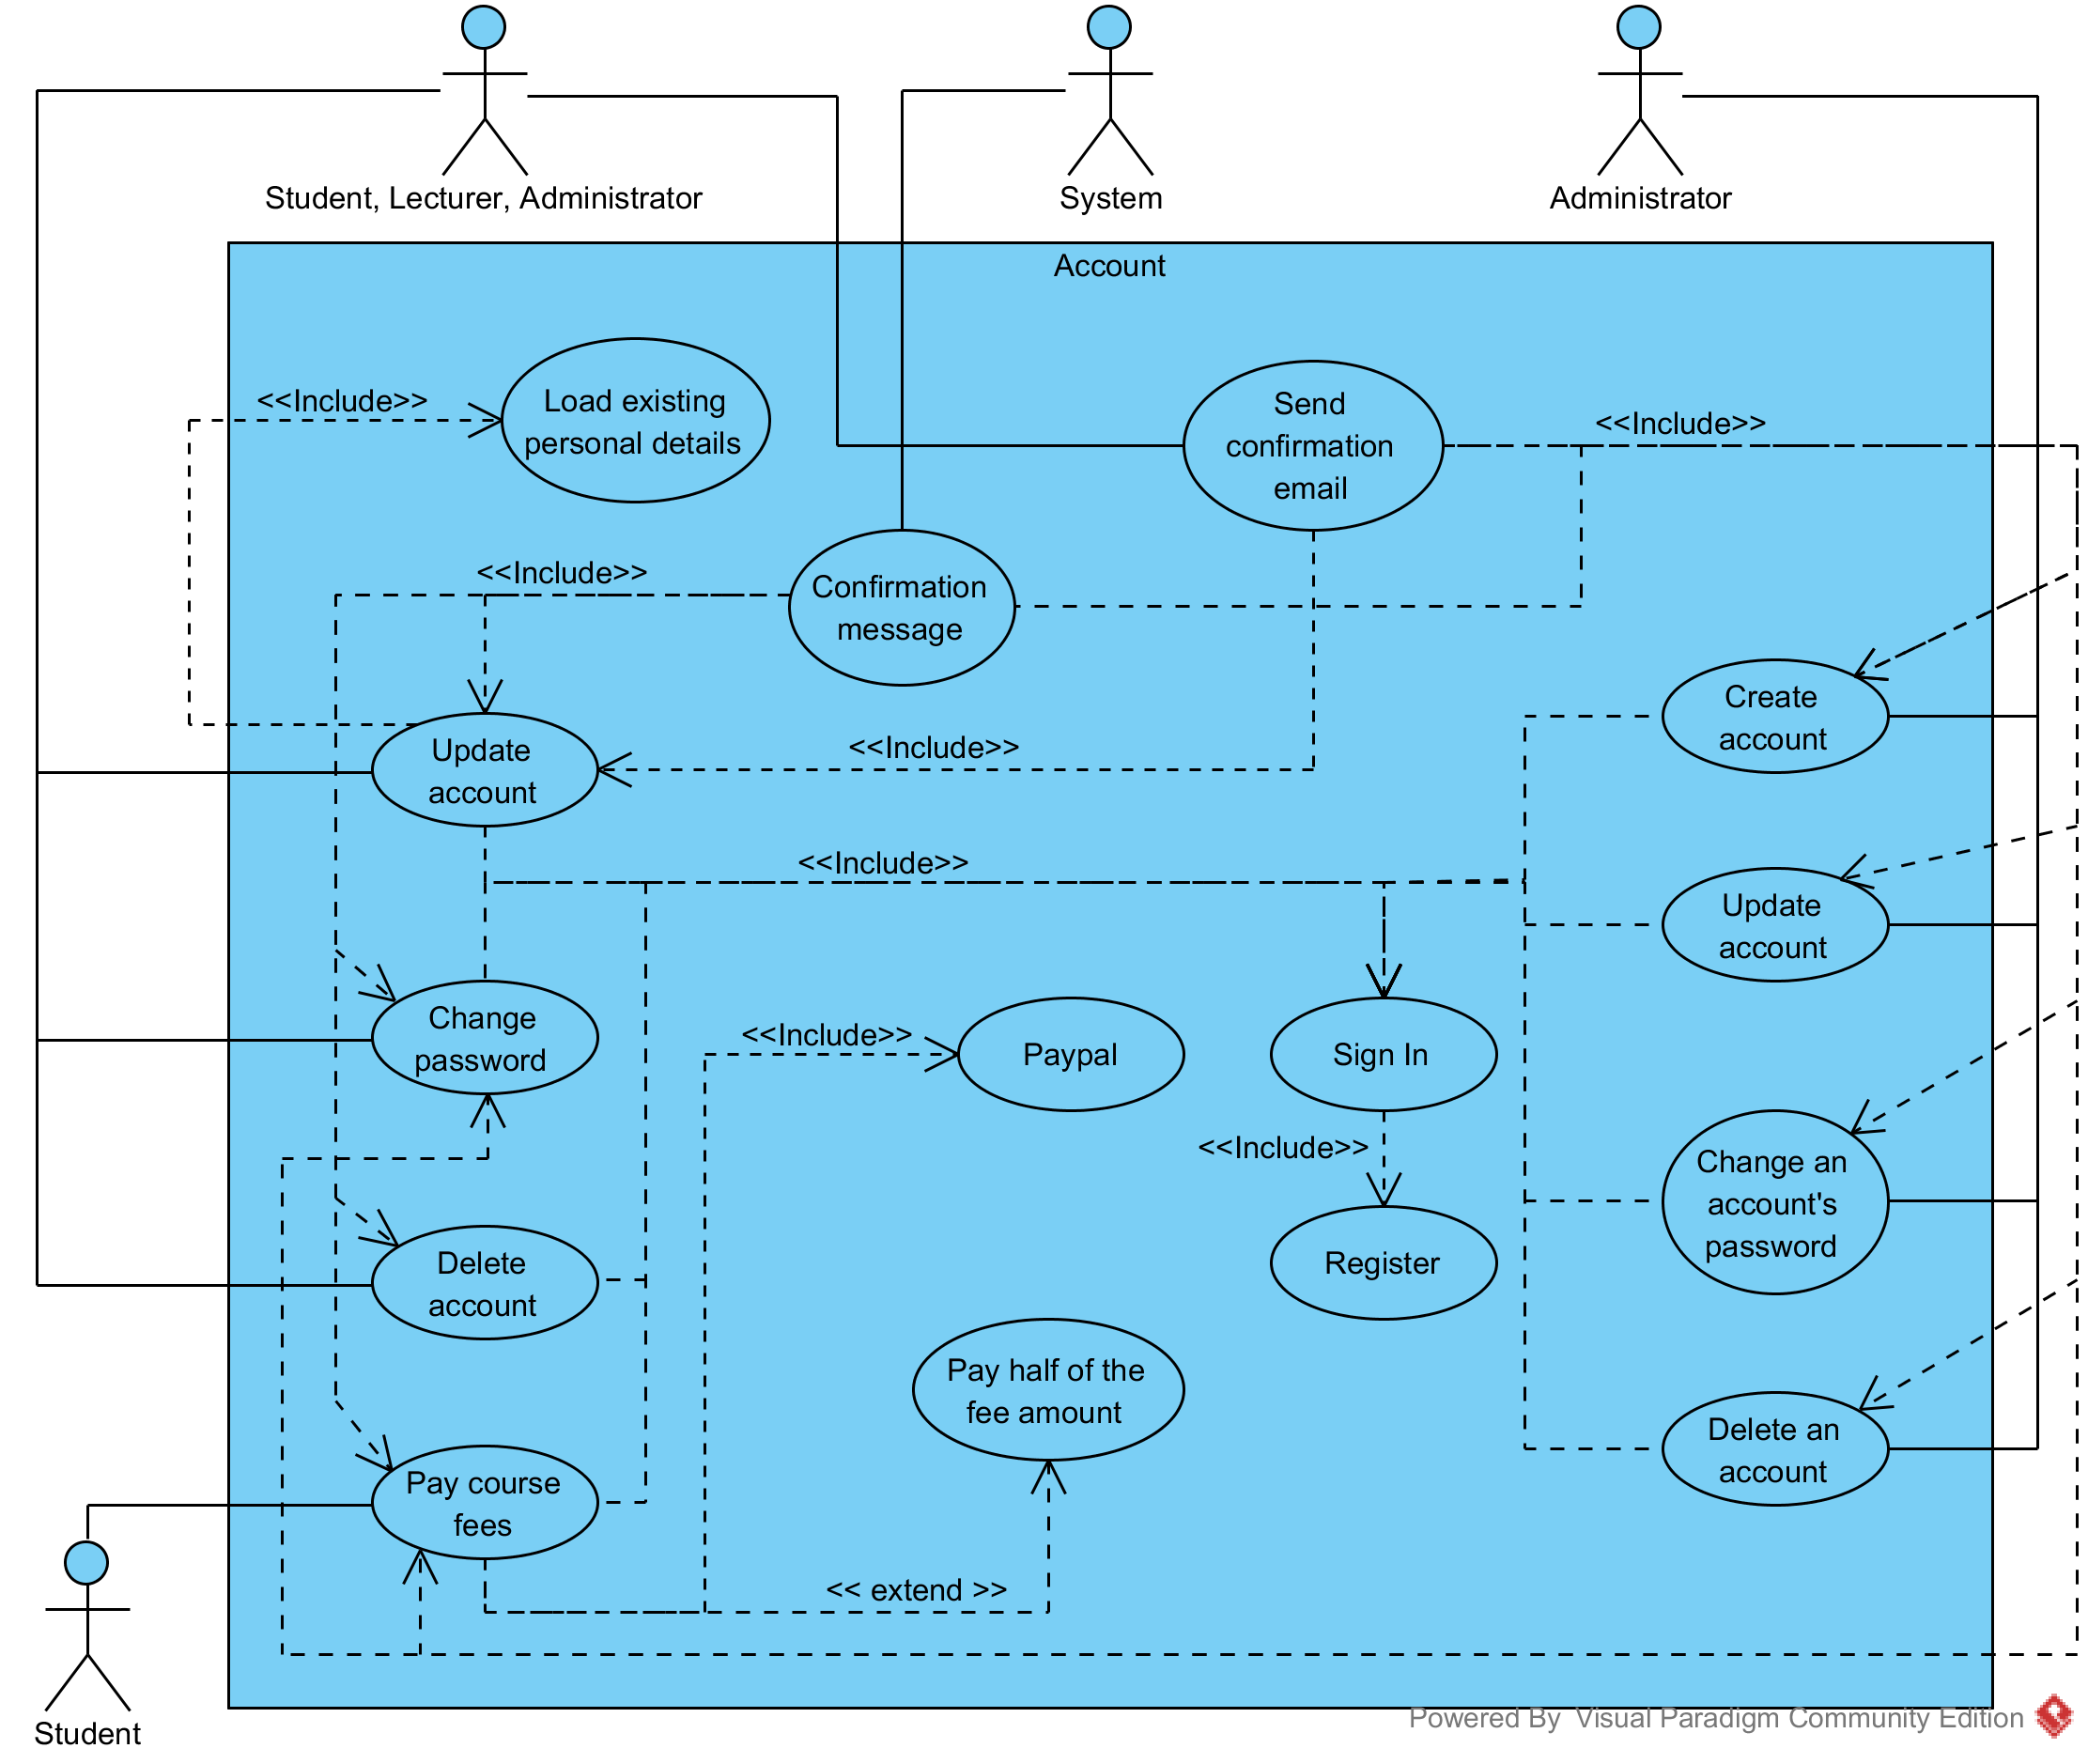 Student, Lecturer, Administrator
System
Administrator
Account
<<Include>>
Load existing
personal details
Send
confirmation
email
<<Include>>
<<Include>>
Confirmation
message
Create
account
Update
account
<<Include>>
<<Include>>
Update
account
Change
password
<<Include>>
Paypal
Sign In
<<Include>>
Change an
account's
password
Delete
account
Register
Pay half of the
fee amount
Delete an
account
Pay course
fees
<< extend >>
Student
Powered By Visual Paradigm Community Edition